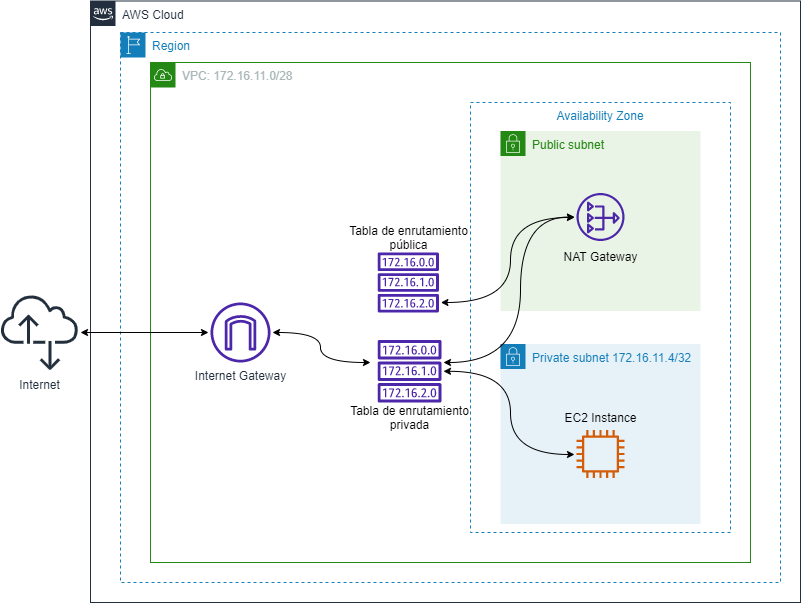 aws
AWS Cloud
Region
VPC: 172.16.11.0/28
Availability Zone
Public subnet
NAT Gateway
Tabla de enrutamiento
pública
172.16.0.0
172.16.1.0
172.16.2.0
Internet
Internet Gateway
172.16.0.0
172.16.1.0
172.16.2.0
Tabla de enrutamiento
privada
Private subnet 172.16.11.4/32
EC2 Instance